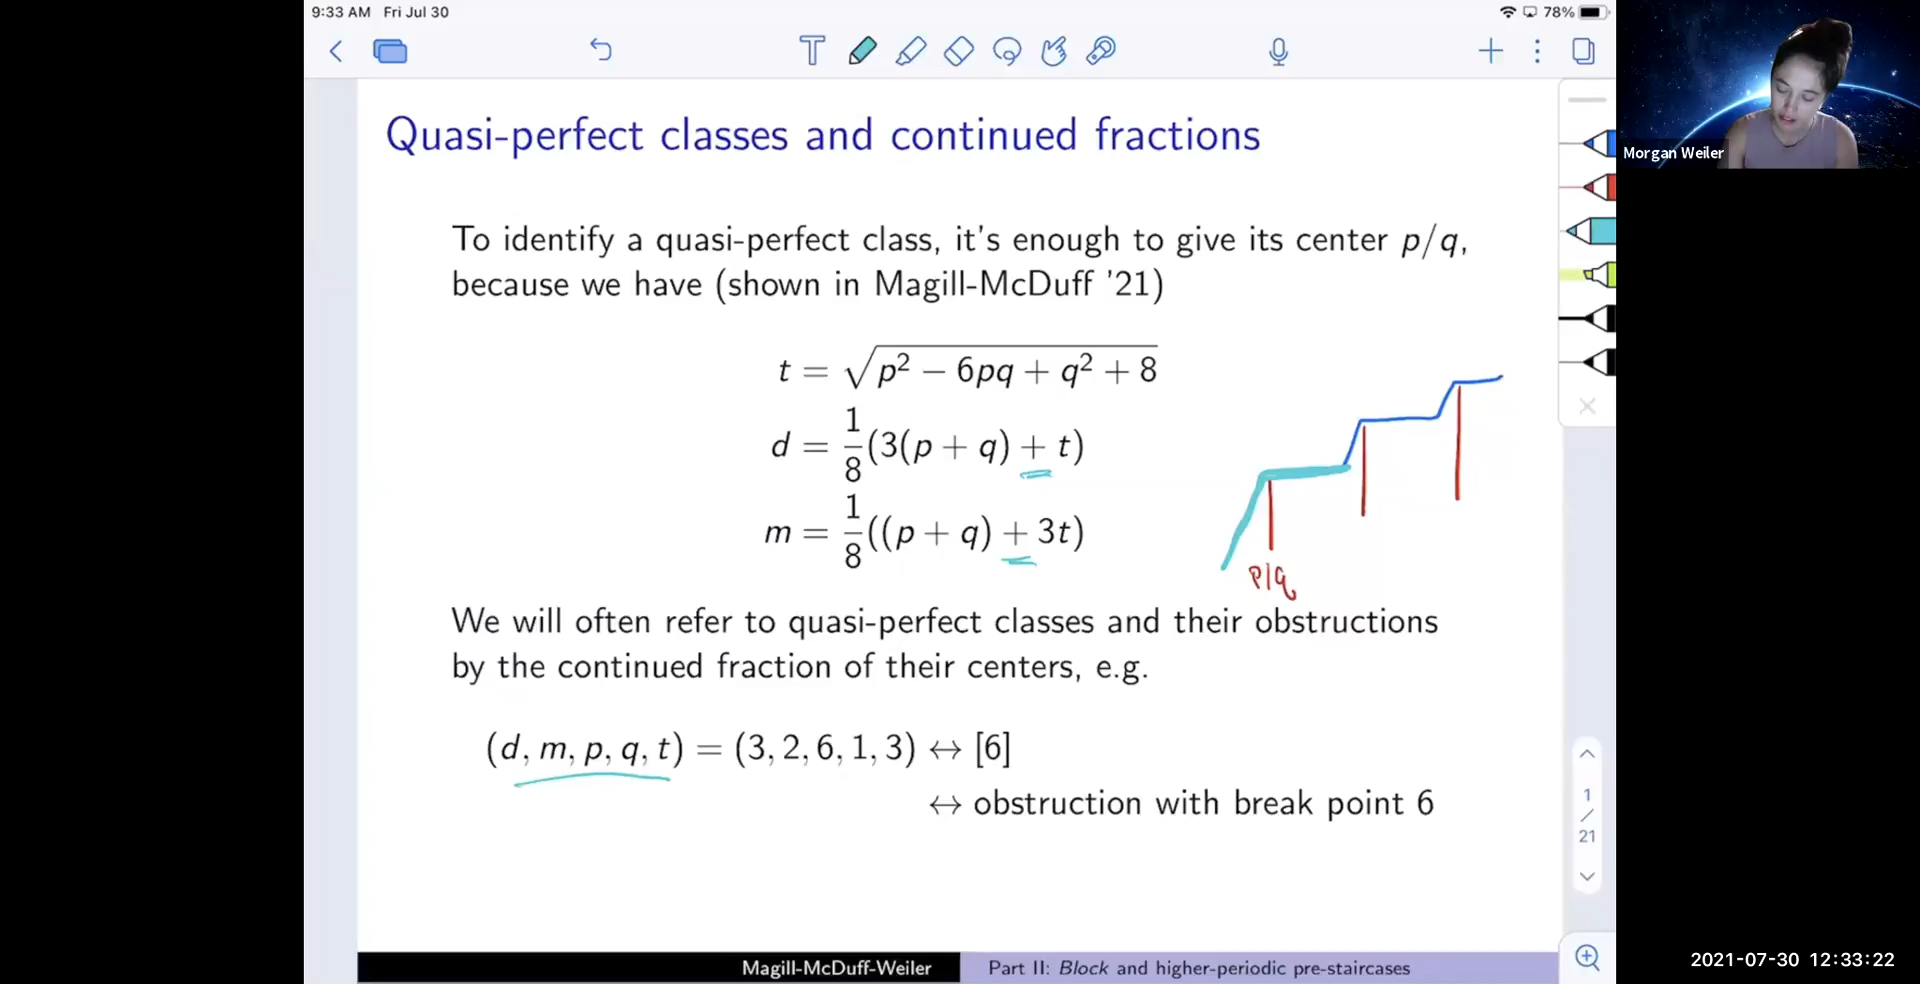 9:33 AM Fri Jul 30
78%
Morgan Weiler
Quasi-perfect classes and continued fractions
To identify a quasi-perfect class, it's enough to give its center p/q,
because we have (shown in Magill-McDuff '21)
t = √(p² − 6pq + q² + 8)
d = 1/8 (3(p + q) + t)
m = 1/8 ((p + q) + 3t)
p/q
We will often refer to quasi-perfect classes and their obstructions
by the continued fraction of their centers, e.g.
(d, m, p, q, t) = (3, 2, 6, 1, 3) ↔ [6]
↔ obstruction with break point 6
1
/
21
Magill-McDuff-Weiler
Part II: Block and higher-periodic pre-staircases
2021-07-30 12:33:22